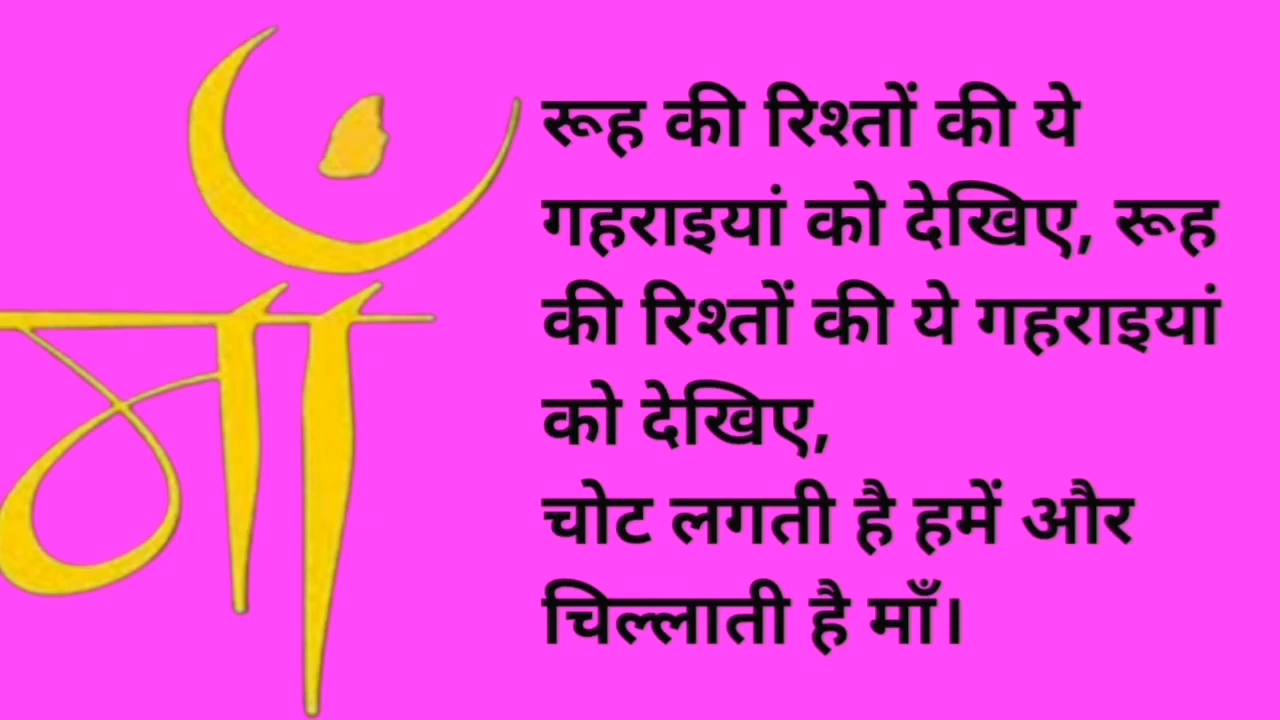 माँ
रूह की रिश्तों की ये
गहराइयां को देखिए, रूह
की रिश्तों की ये गहराइयां
को देखिए,
चोट लगती है हमें और
चिल्लाती है माँ।